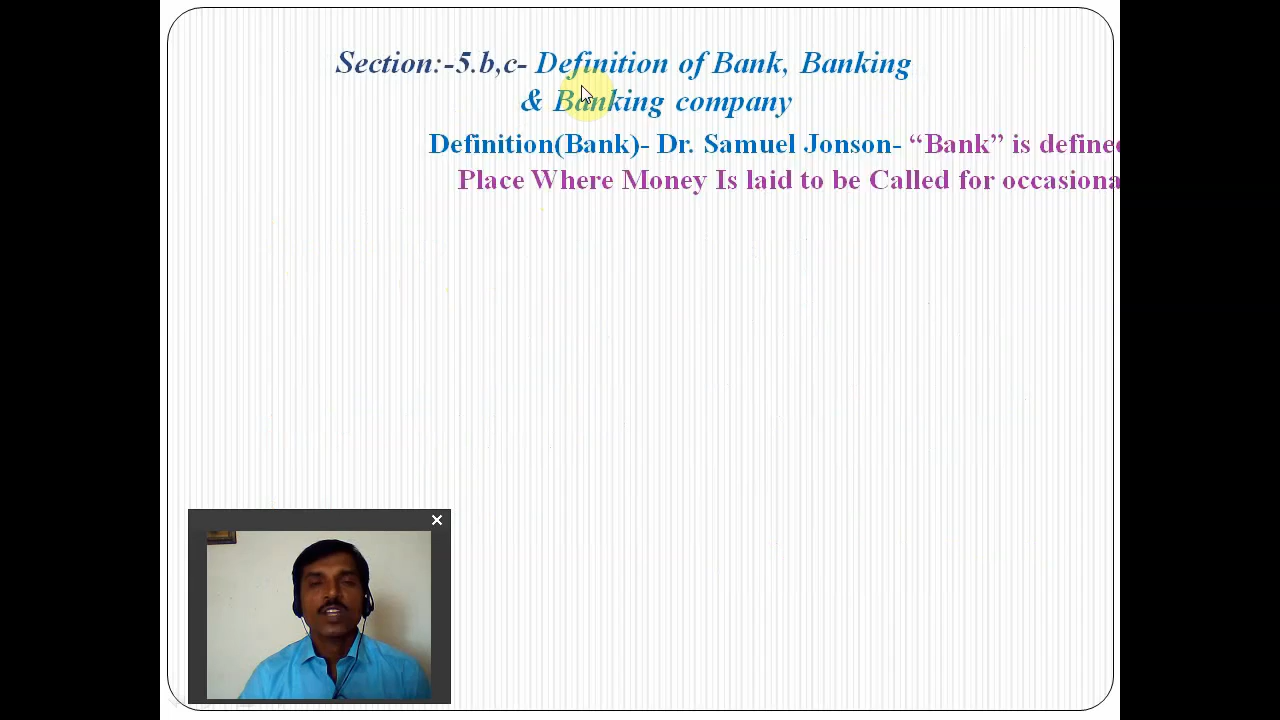 Section:-5.b,c- Definition of Bank, Banking
& Banking company
Definition(Bank)- Dr. Samuel Jonson- “Bank” is define
Place Where Money Is laid to be Called for occasiona